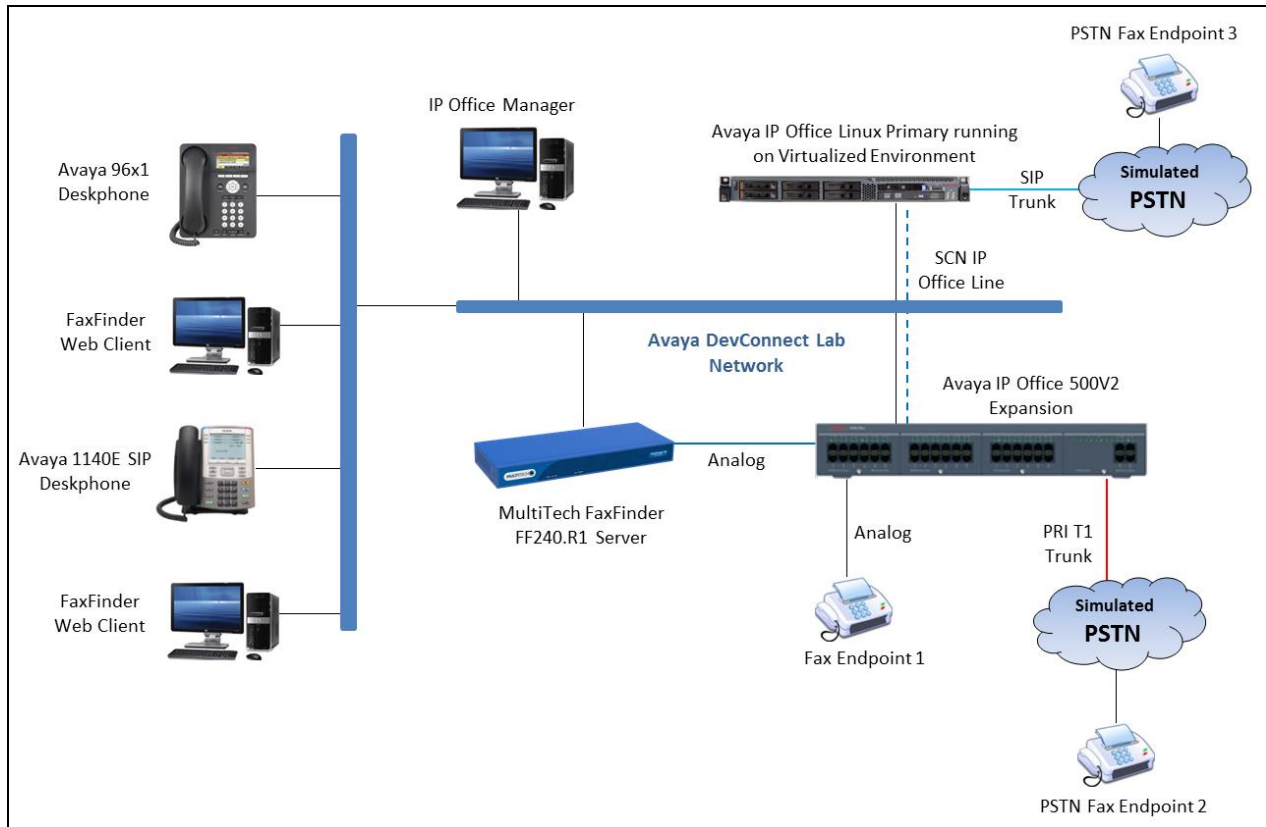 PSTN Fax Endpoint 3
IP Office Manager
Avaya IP Office Linux Primary running
on Virtualized Environment
Simulated
PSTN
SIP
Trunk
Avaya 96x1
Deskphone
SCN IP
Office Line
FaxFinder
Web Client
Avaya DevConnect Lab
Network
Avaya IP Office 500V2
Expansion
Avaya 1140E SIP
Deskphone
Analog
MultiTech FaxFinder
FF240.R1 Server
Analog
PRI T1
Trunk
FaxFinder
Web Client
Fax Endpoint 1
Simulated
PSTN
PSTN Fax Endpoint 2